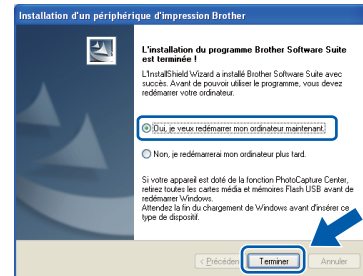 Installation d'un périphérique d'impression Brother
L'installation du programme Brother Software Suite
est terminée !
L'InstallShield Wizard a installé Brother Software Suite avec
succès. Avant de pouvoir utiliser le programme, vous devez
redémarrer votre ordinateur.
Oui, je veux redémarrer mon ordinateur maintenant.
Non, je redémarrerai mon ordinateur plus tard.
Si votre appareil est doté de la fonction PhotoCapture Center,
retirez toutes les cartes média et mémoires Flash USB avant de
redémarrer Windows.
Attendez la fin du chargement de Windows avant d'insérer ce
type de dispositif.
< Précéden Terminer Annuler